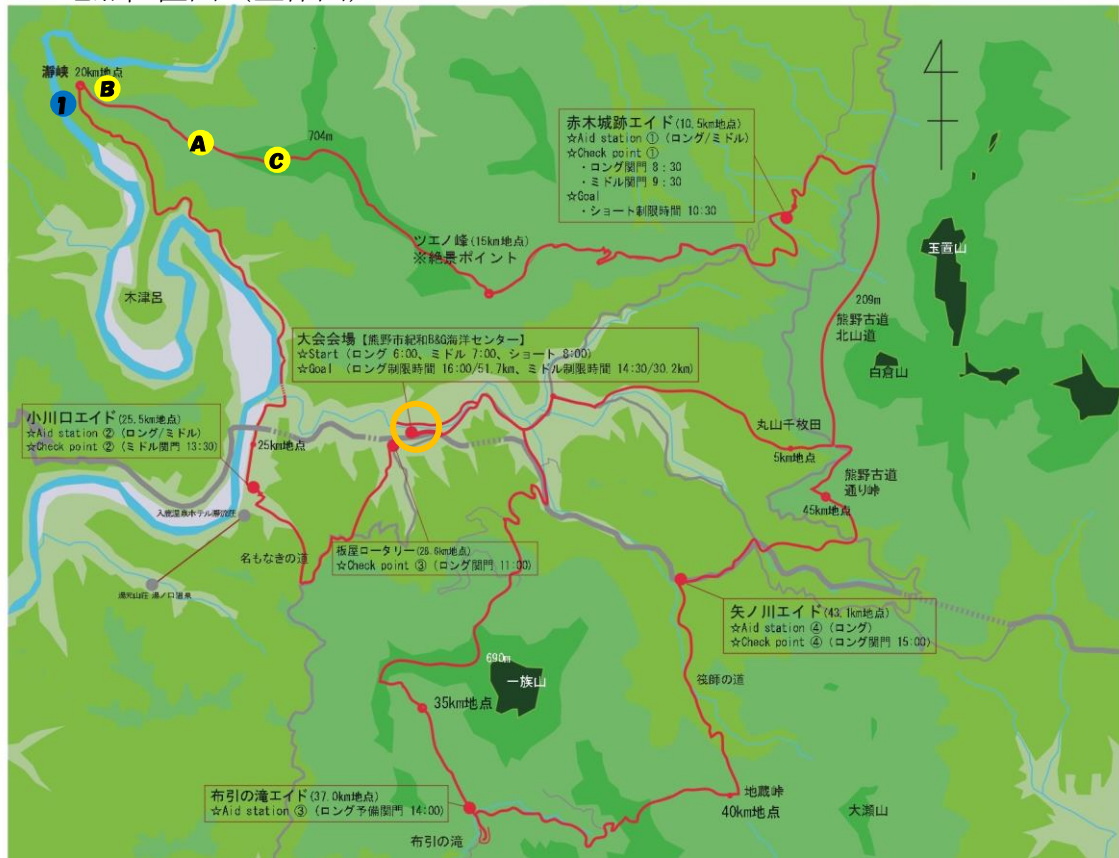 瀞峡 20km地点
1
B
A
C
704m
赤木城跡エイド(10.5km地点)
☆Aid station ①(ロング/ミドル)
☆Check point ①
・ロング関門 8:30
・ミドル関門 9:30
☆Goal
・ショート制限時間 10:30
ツエノ峰(15km地点)
※絶景ポイント
玉置山
木津呂
209m
熊野古道
北山道
白倉山
大会会場【熊野市紀和B&G海洋センター】
☆Start (ロング 6:00、ミドル 7:00、ショート 8:00)
☆Goal (ロング制限時間 16:00/51.7km、ミドル制限時間 14:30/30.2km)
小川口エイド(25.5km地点)
☆Aid station ②(ロング/ミドル)
☆Check point ②(ミドル関門 13:30)
25km地点
丸山千枚田
5km地点
熊野古道
通り峠
45km地点
名もなきの道
板屋ロータリー(28.6km地点)
☆Check point ③(ロング関門 11:00)
矢ノ川エイド(43.1km地点)
☆Aid station ④(ロング)
☆Check point ④(ロング関門 15:00)
690m
一族山
筏師の道
35km地点
布引の滝エイド(37.0km地点)
☆Aid station ③(ロング予備関門 14:00)
布引の滝
地蔵峠
40km地点
大瀬山